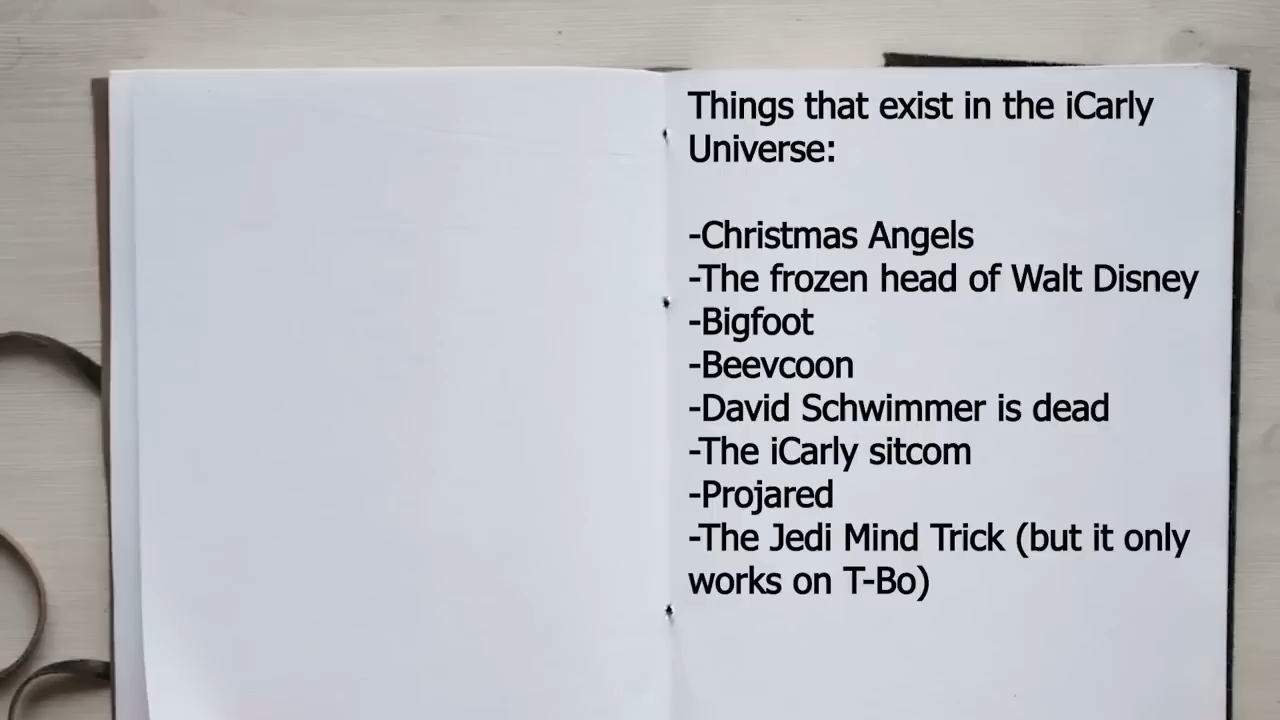 Things that exist in the iCarly
Universe:
-Christmas Angels
-The frozen head of Walt Disney
-Bigfoot
-Beevcoon
-David Schwimmer is dead
-The iCarly sitcom
-Projared
-The Jedi Mind Trick (but it only
works on T-Bo)